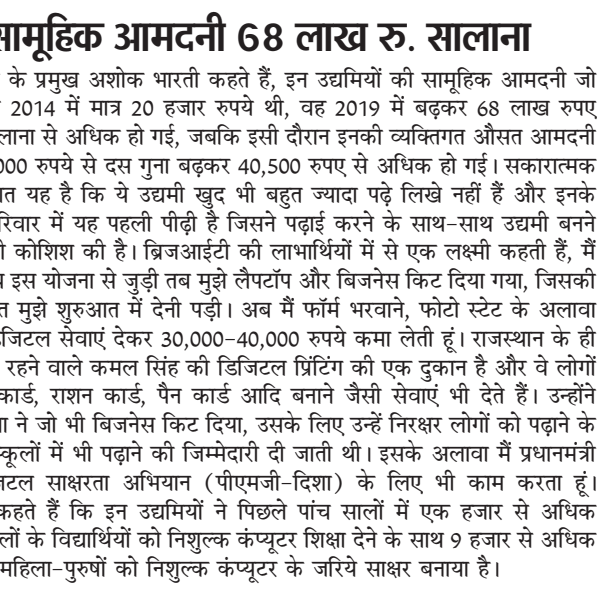 सामूहिक आमदनी 68 लाख रु. सालाना
के प्रमुख अशोक भारती कहते हैं, इन उद्यमियों की सामूहिक आमदनी जो
2014 में मात्र 20 हजार रुपये थी, वह 2019 में बढ़कर 68 लाख रुपए
लाना से अधिक हो गई, जबकि इसी दौरान इनकी व्यक्तिगत औसत आमदनी
000 रुपये से दस गुना बढ़कर 40,500 रुपए से अधिक हो गई। सकारात्मक
यह है कि ये उद्यमी खुद भी बहुत ज्यादा पढ़े लिखे नहीं हैं और इनके
रिवार में यह पहली पीढ़ी है जिसने पढ़ाई करने के साथ-साथ उद्यमी बनने
कोशिश की है। ब्रिजआईटी की लाभार्थियों में से एक लक्ष्मी कहती हैं, मैं
इस योजना से जुड़ी तब मुझे लैपटॉप और बिजनेस किट दिया गया, जिसकी
मुझे शुरुआत में देनी पड़ी। अब मैं फॉर्म भरवाने, फोटो स्टेट के अलावा
जिटल सेवाएं देकर 30,000-40,000 रुपये कमा लेती हूं। राजस्थान के ही
रहने वाले कमल सिंह की डिजिटल प्रिंटिंग की एक दुकान है और वे लोगों
कार्ड, राशन कार्ड, पैन कार्ड आदि बनाने जैसी सेवाएं भी देते हैं। उन्होंने
ने जो भी बिजनेस किट दिया, उसके लिए उन्हें निरक्षर लोगों को पढ़ाने के
स्कूलों में भी पढ़ाने की जिम्मेदारी दी जाती थी। इसके अलावा मैं प्रधानमंत्री
जिटल साक्षरता अभियान (पीएमजी-दिशा) के लिए भी काम करता हूं।
कहते हैं कि इन उद्यमियों ने पिछले पांच सालों में एक हजार से अधिक
लों के विद्यार्थियों को निशुल्क कंप्यूटर शिक्षा देने के साथ 9 हजार से अधिक
महिला-पुरुषों को निशुल्क कंप्यूटर के जरिये साक्षर बनाया है।